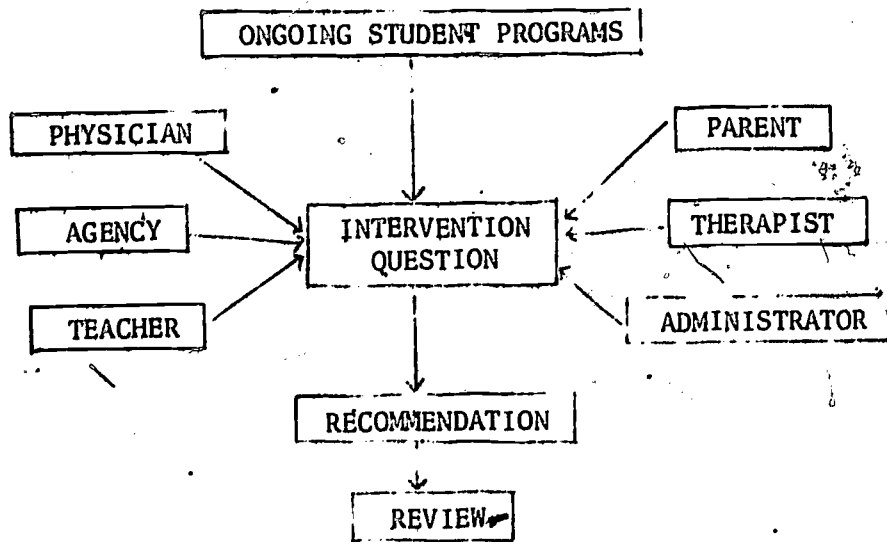 ONGOING STUDENT PROGRAMS
PHYSICIAN
PARENT
AGENCY
INTERVENTION
QUESTION
THERAPIST
TEACHER
ADMINISTRATOR
RECOMMENDATION
REVIEW